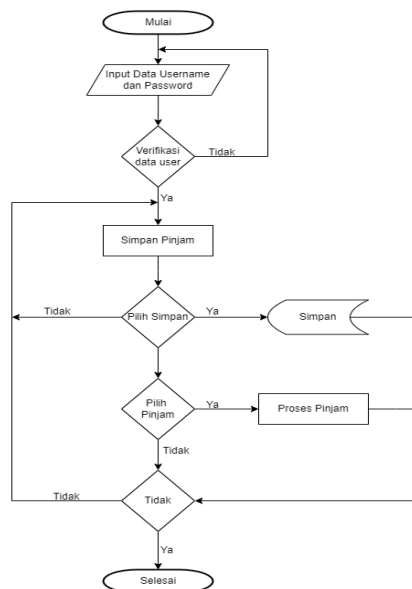 Mulai
Input Data Username
dan Password
Verifikasi
data user
Tidak
Ya
Simpan Pinjam
Tidak
Pilih Simpan
Ya
Simpan
Pilih
Pinjam
Ya
Proses Pinjam
Tidak
Tidak
Tidak
Ya
Selesai